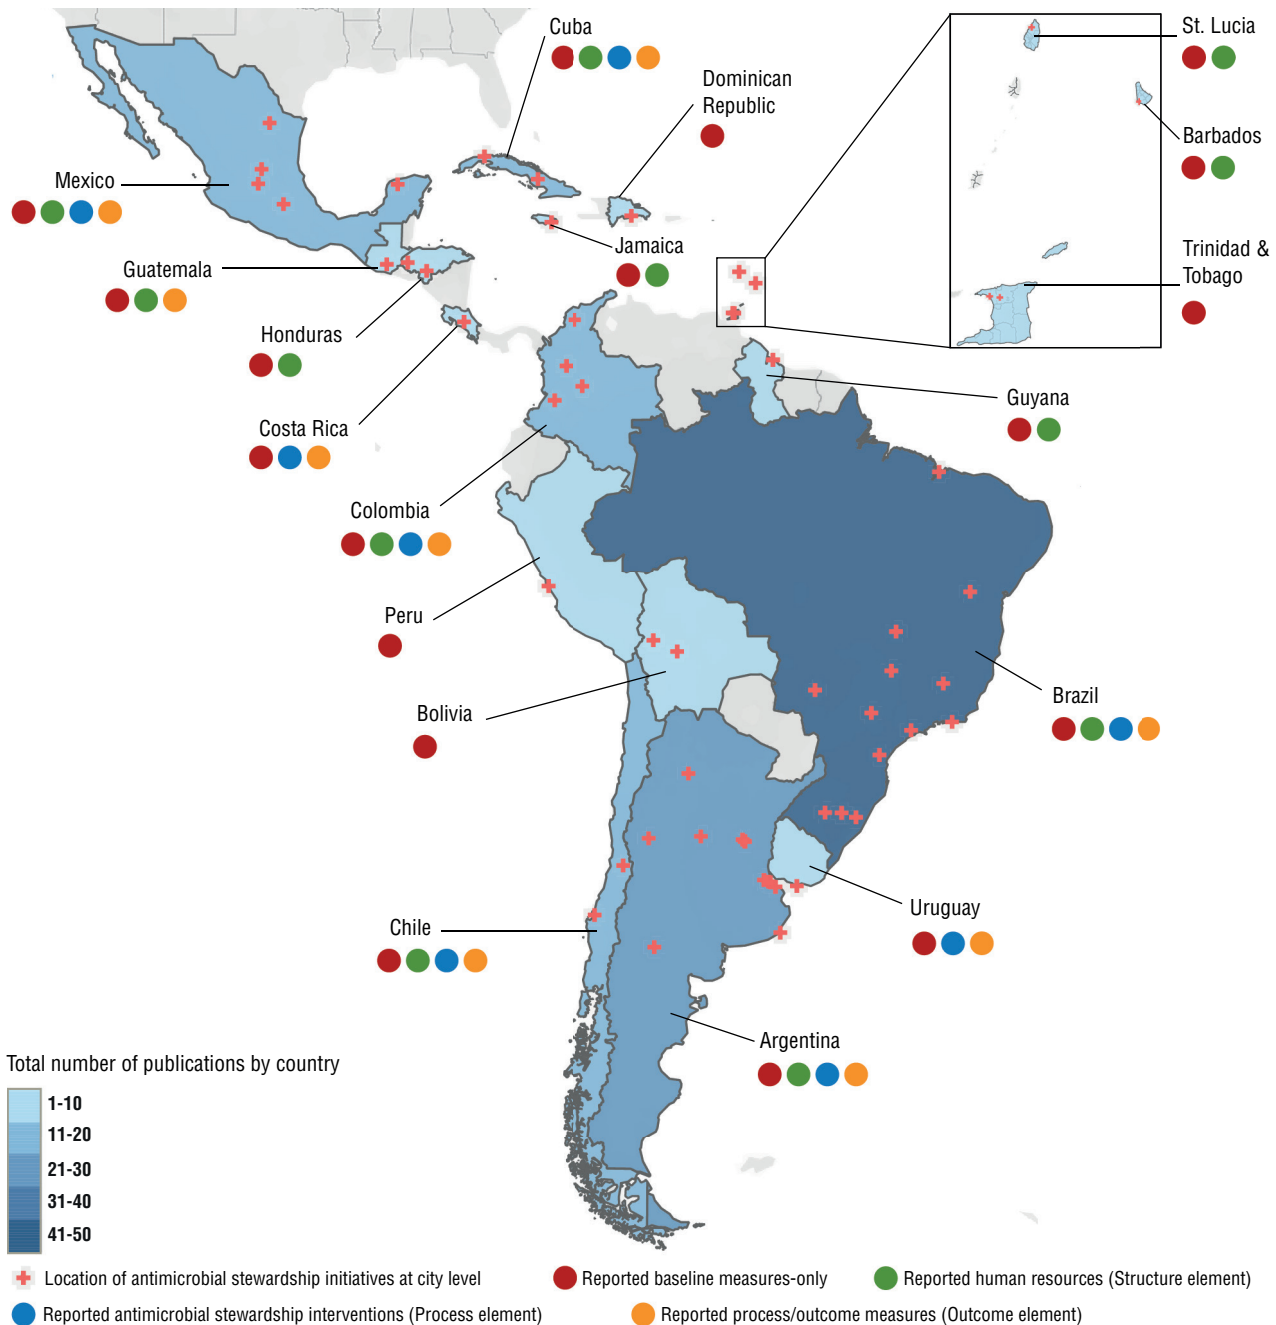 Cuba
Dominican
Republic
St. Lucia
Barbados
Trinidad &
Tobago
Mexico
Jamaica
Guatemala
Honduras
Costa Rica
Guyana
Colombia
Peru
Bolivia
Brazil
Uruguay
Chile
Argentina
Total number of publications by country
1-10
11-20
21-30
31-40
41-50
Location of antimicrobial stewardship initiatives at city level
Reported baseline measures-only
Reported human resources (Structure element)
Reported antimicrobial stewardship interventions (Process element)
Reported process/outcome measures (Outcome element)